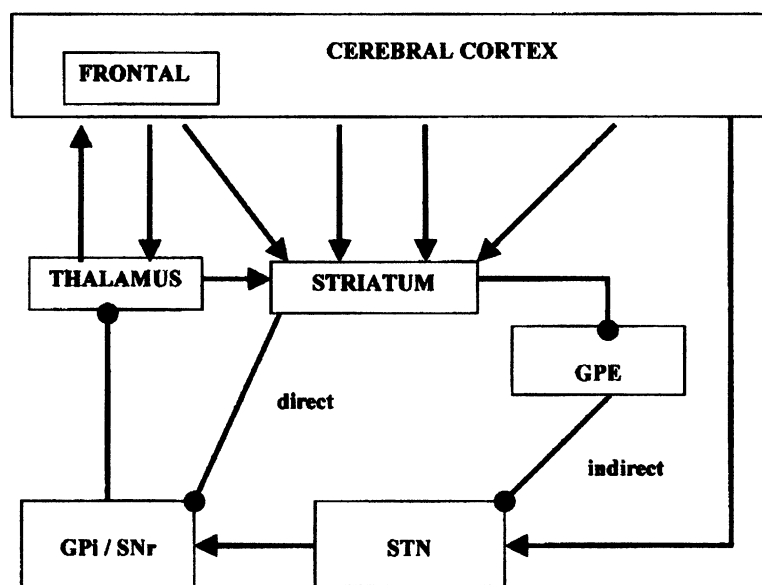 CEREBRAL CORTEX
FRONTAL
THALAMUS
STRIATUM
GPE
direct
indirect
GPi / SNr
STN